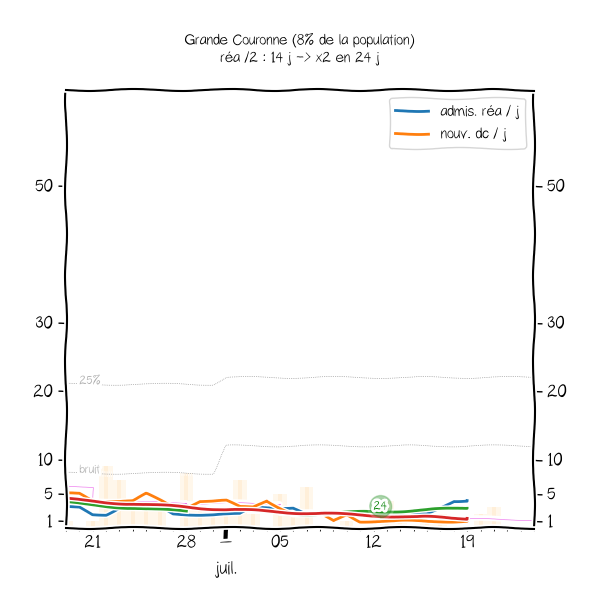 Grande Couronne (8% de la population)
réa /2 : 14 j -> x2 en 24 j
admis. réa / j
nouv. dc / j
50 50
30 30
25%
20 20
bruit
10 10
5 5
24
1 1
21 28 05 12 19
juil.